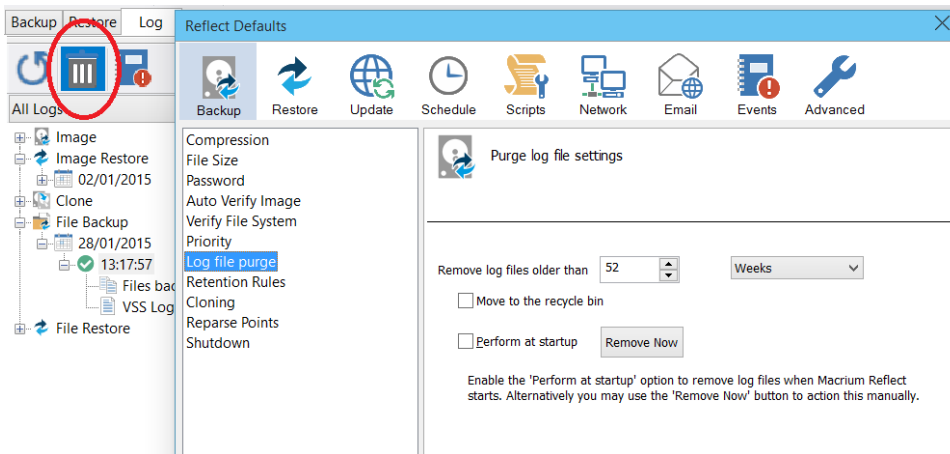 Backup Restore Log
All Logs
Image
Image Restore
02/01/2015
Clone
File Backup
28/01/2015
13:17:57
Files bac
VSS Log
File Restore
Reflect Defaults
Backup Restore Update Schedule Scripts Network Email Events Advanced
Compression
File Size
Password
Auto Verify Image
Verify File System
Priority
Log file purge
Retention Rules
Cloning
Reparse Points
Shutdown
Purge log file settings
Remove log files older than 52 Weeks
Move to the recycle bin
Perform at startup Remove Now
Enable the 'Perform at startup' option to remove log files when Macrium Reflect
starts. Alternatively you may use the 'Remove Now' button to action this manually.